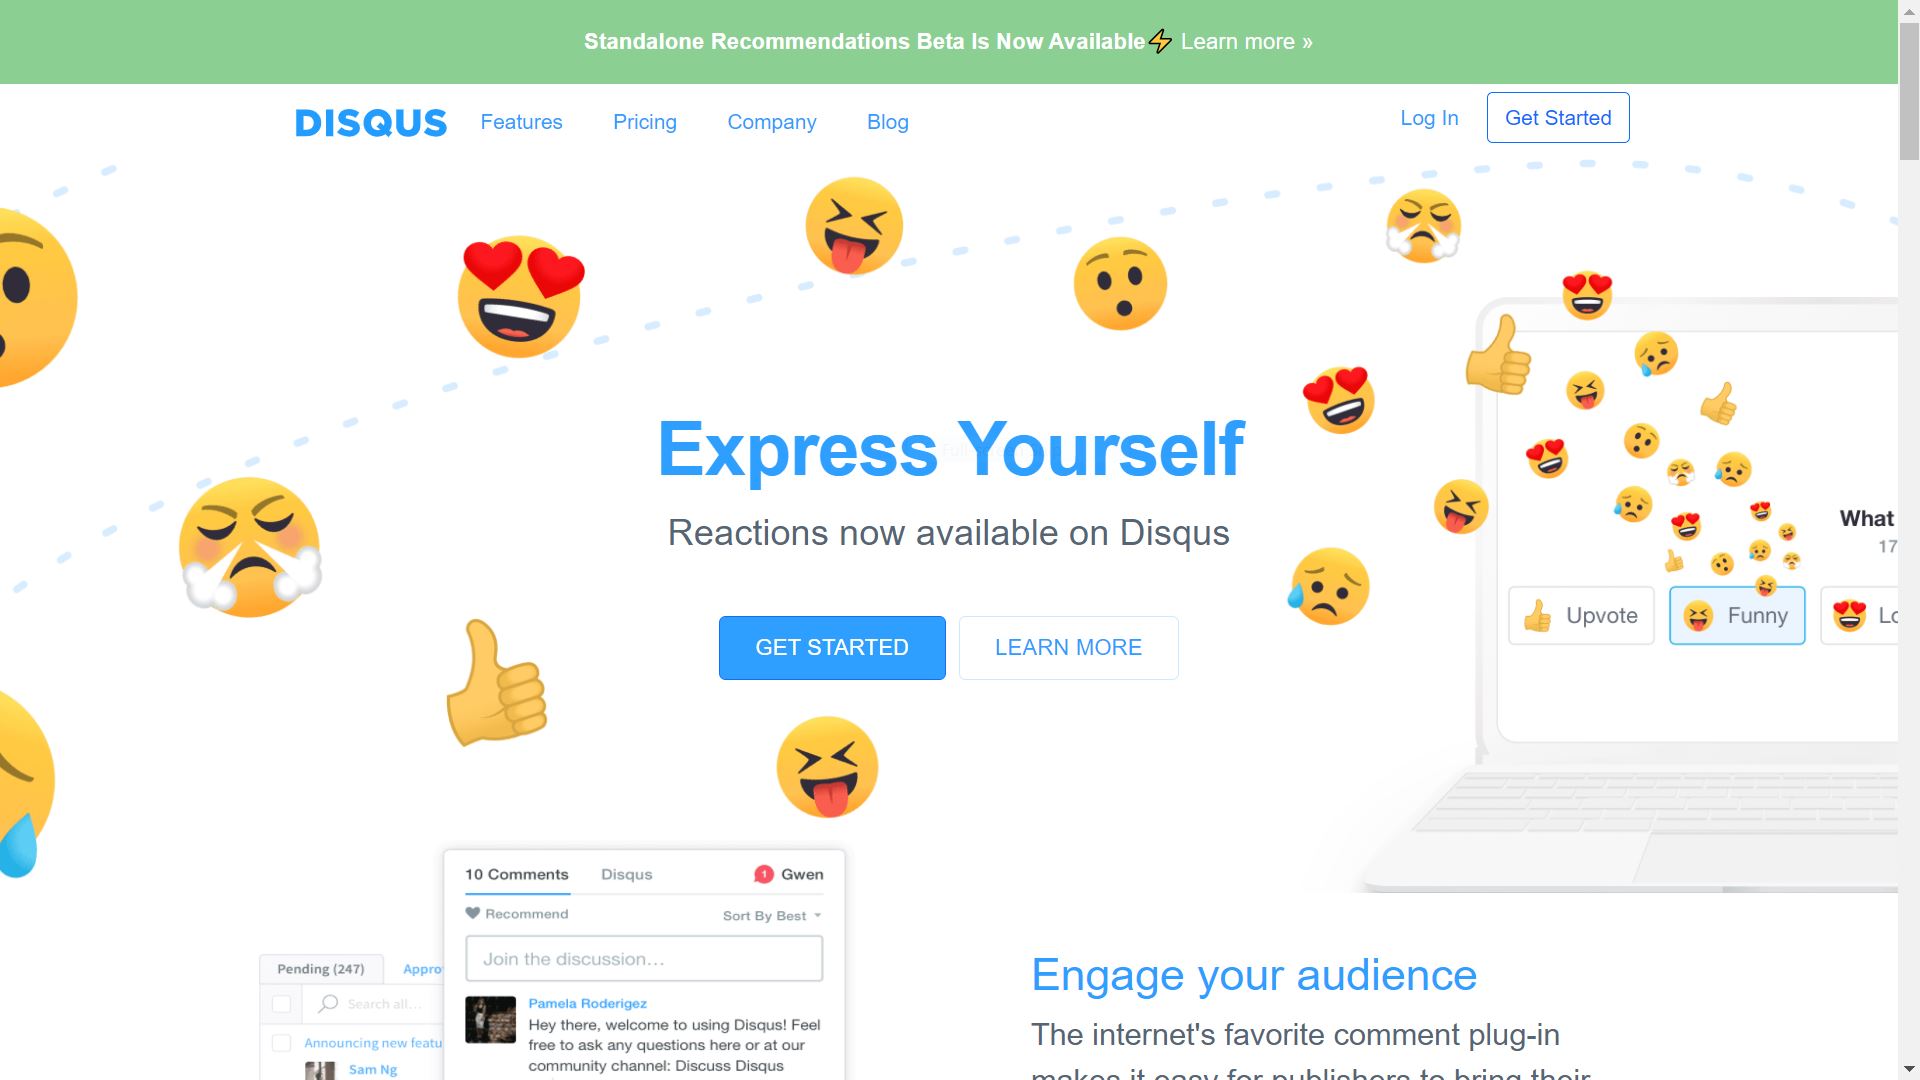 Standalone Recommendations Beta Is Now Available⚡ Learn more »
DISQUS Features Pricing Company Blog Log In Get Started
Express Yourself
Reactions now available on Disqus
GET STARTED LEARN MORE
What
17
Upvote Funny Lo
10 Comments Disqus 1 Gwen
Recommend Sort By Best
Join the discussion...
Pamela Roderigez
Hey there, welcome to using Disqus! Feel
free to ask any questions here or at our
community channel: Discuss Disqus
Pending (247) Appro
Search all...
Announcing new featu
Sam Ng
Engage your audience
The internet's favorite comment plug-in
makes it easy for publishers to bring their